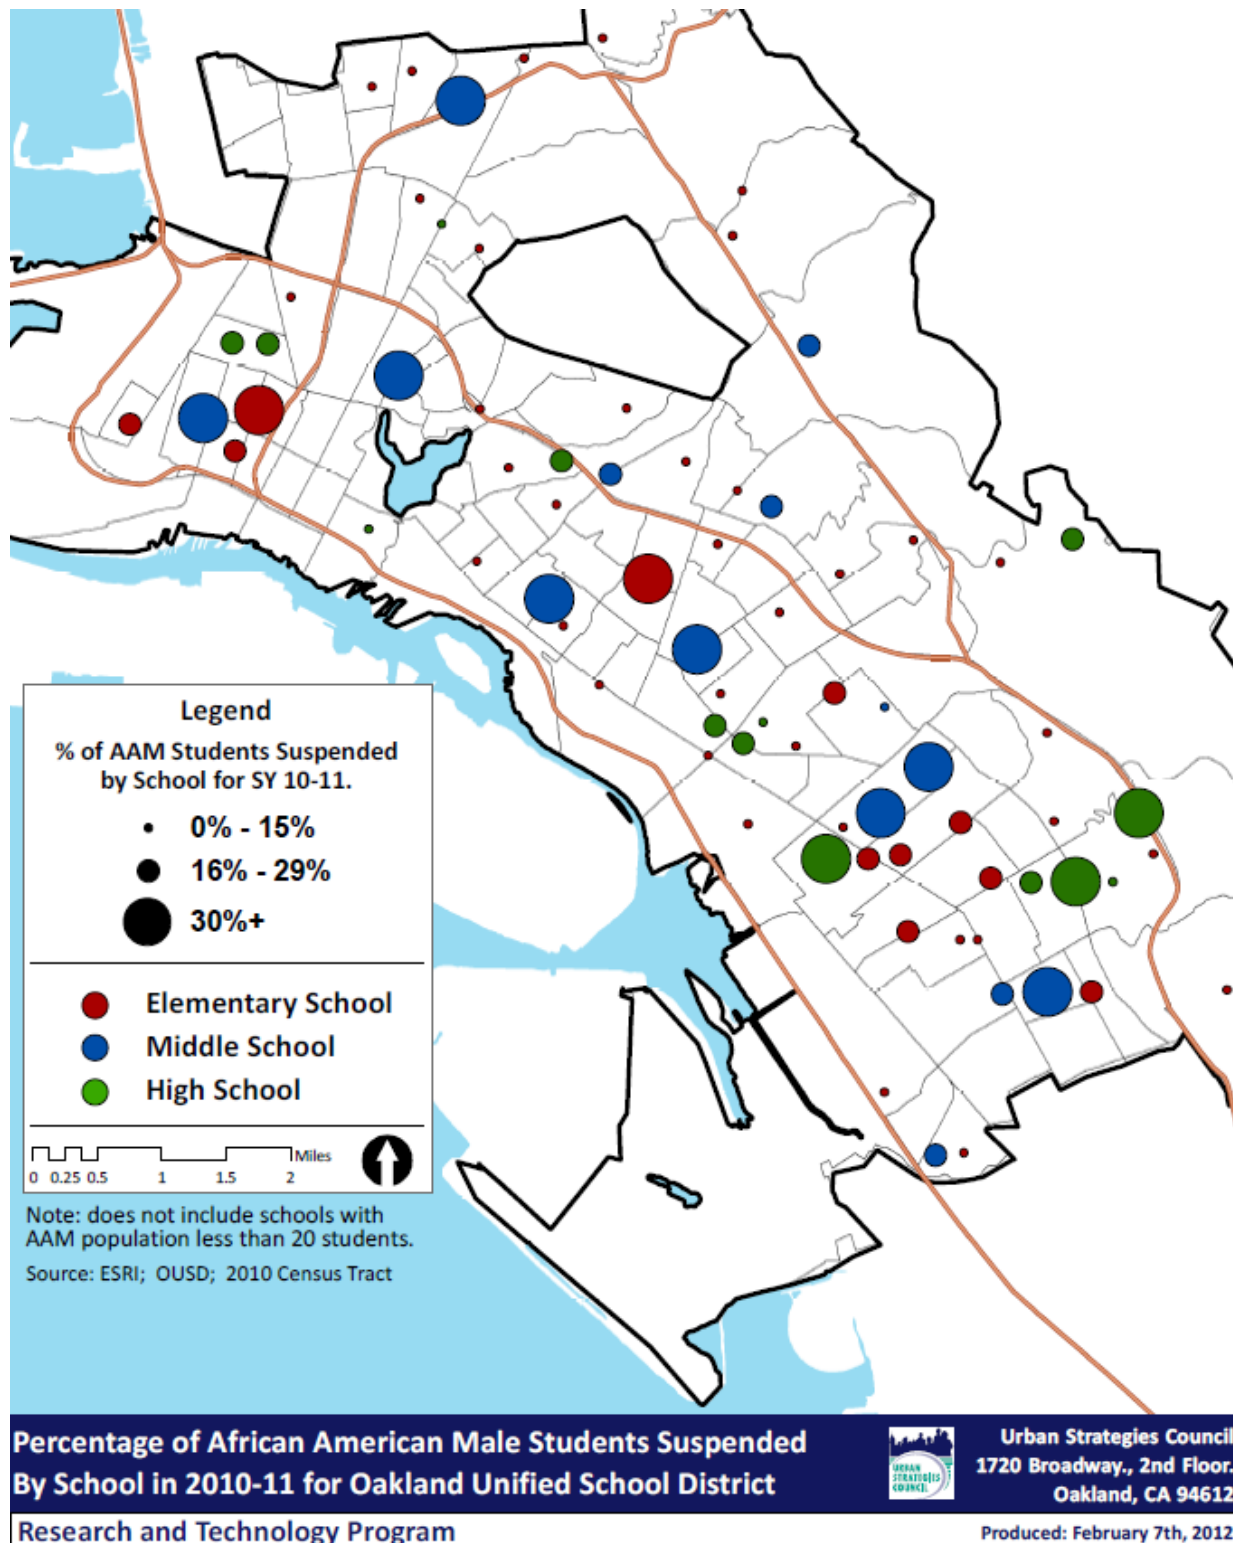 Legend
% of AAM Students Suspended
by School for SY 10-11.
0% - 15%
16% - 29%
30%+
Elementary School
Middle School
High School
Miles
0 0.25 0.5 1 1.5 2
Note: does not include schools with
AAM population less than 20 students.
Source: ESRI; OUSD; 2010 Census Tract
Percentage of African American Male Students Suspended
By School in 2010-11 for Oakland Unified School District
URBAN
STRATEGIES
COUNCIL
Urban Strategies Council
1720 Broadway., 2nd Floor.
Oakland, CA 94612
Research and Technology Program
Produced: February 7th, 2012